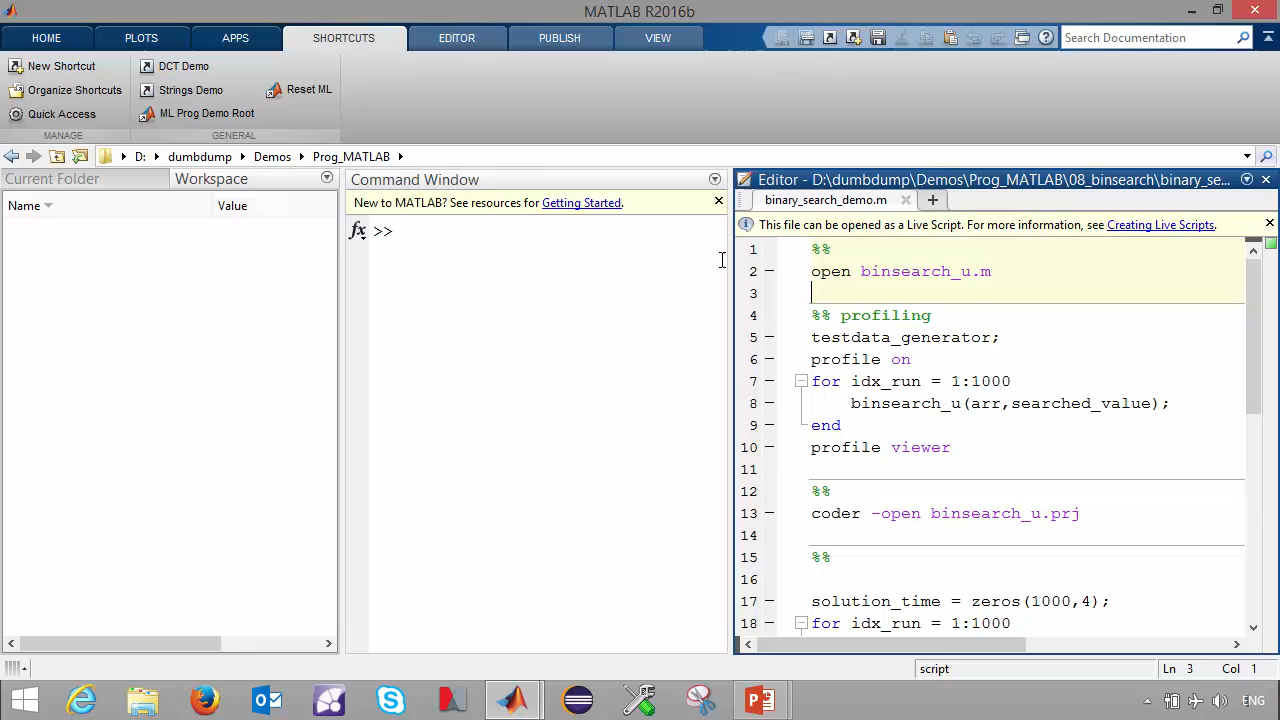 MATLAB R2016b
HOME
PLOTS
APPS
SHORTCUTS
EDITOR
PUBLISH
VIEW
Search Documentation
New Shortcut
Organize Shortcuts
Quick Access
MANAGE
DCT Demo
Strings Demo
ML Prog Demo Root
Reset ML
GENERAL
D: dumbdump Demos Prog_MATLAB
Current Folder
Workspace
Name
Value
Command Window
New to MATLAB? See resources for Getting Started.
fx >>
Editor - D:\dumbdump\Demos\Prog_MATLAB\08_binsearch\binary_se...
binary_search_demo.m
This file can be opened as a Live Script. For more information, see Creating Live Scripts.
1 %%
2 open binsearch_u.m
3
4 %% profiling
5 testdata_generator;
6 profile on
7 for idx_run = 1:1000
8 binsearch_u(arr,searched_value);
9 end
10 profile viewer
11
12 %%
13 coder -open binsearch_u.prj
14
15 %%
16
17 solution_time = zeros(1000,4);
18 for idx_run = 1:1000
script
Ln 3 Col 1
ENG